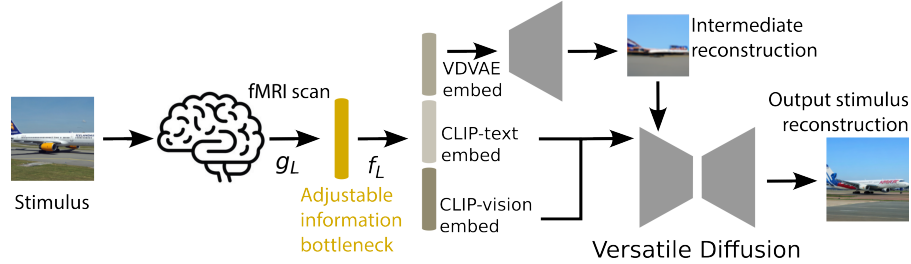 Stimulus
fMRI scan
g_L
Adjustable
information
bottleneck
f_L
VDVAE
embed
CLIP-text
embed
CLIP-vision
embed
Intermediate
reconstruction
Versatile Diffusion
Output stimulus
reconstruction